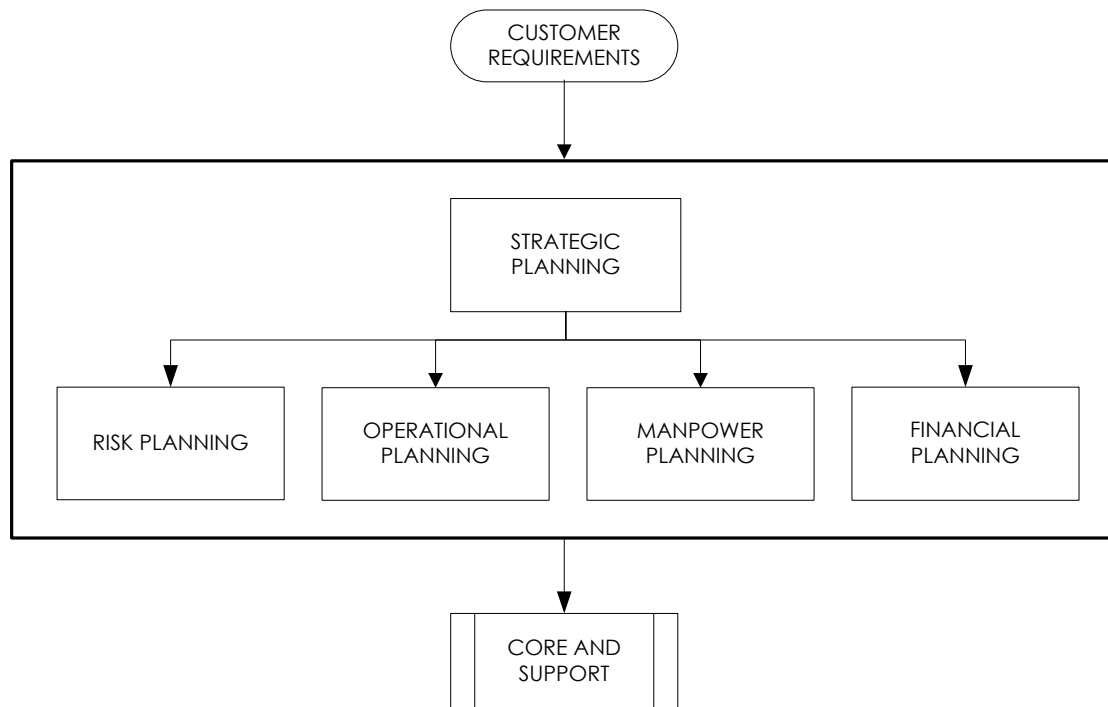 CUSTOMER
REQUIREMENTS
STRATEGIC
PLANNING
RISK PLANNING
OPERATIONAL
PLANNING
MANPOWER
PLANNING
FINANCIAL
PLANNING
CORE AND
SUPPORT